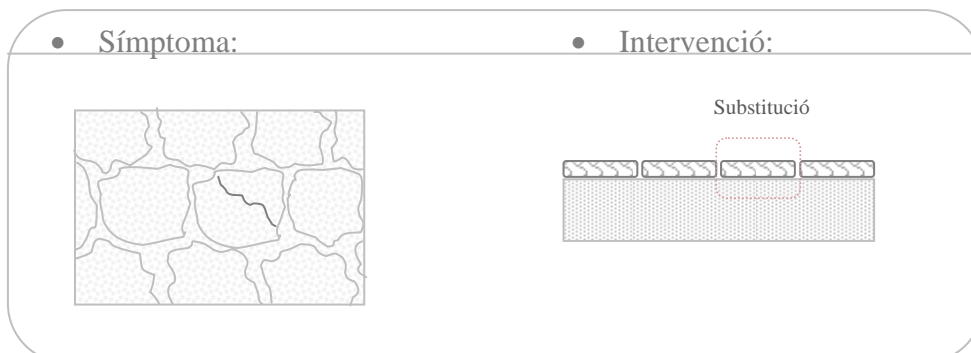 • Símptoma:
• Intervenció:
Substitució